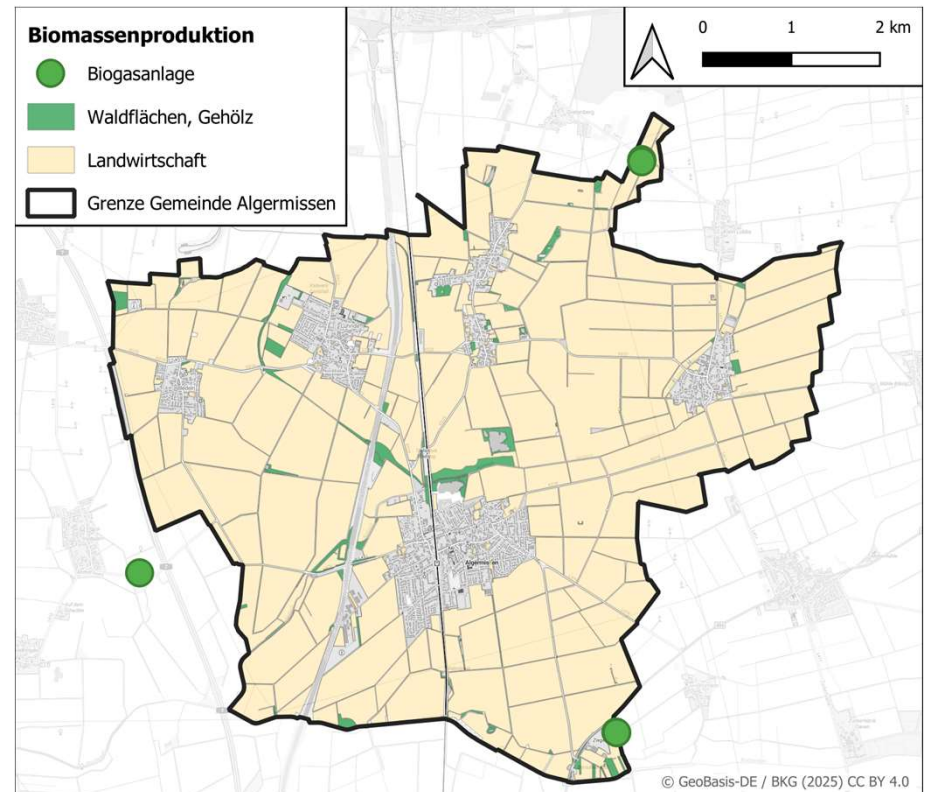 Biomassenproduktion
Biogasanlage
Waldflächen, Gehölz
Landwirtschaft
Grenze Gemeinde Algermissen
0 1 2 km
Algermissen
© GeoBasis-DE / BKG (2025) CC BY 4.0